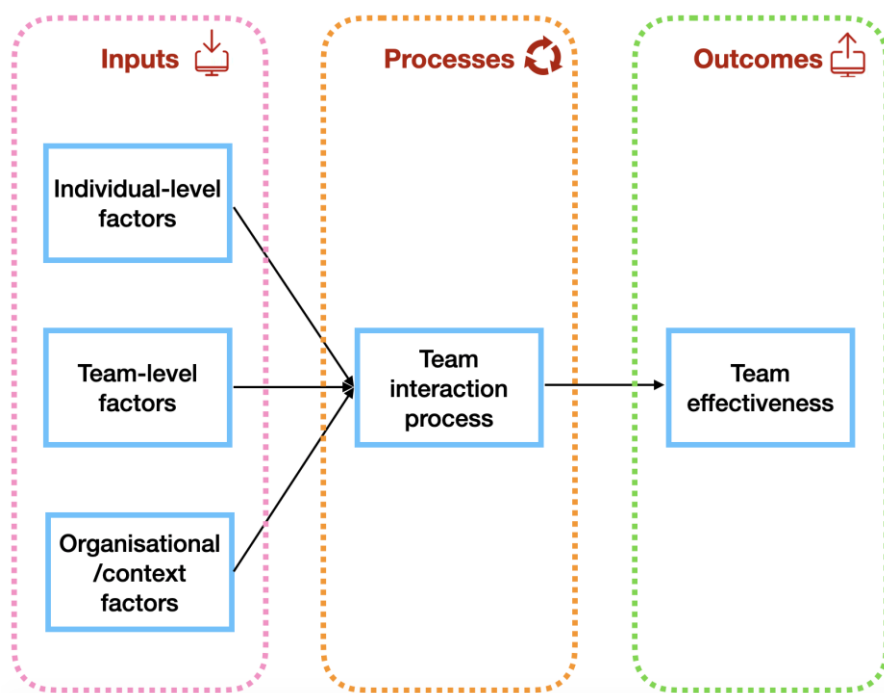 Inputs
Processes
Outcomes
Individual-level
factors
Team-level
factors
Organisational
/context
factors
Team
interaction
process
Team
effectiveness